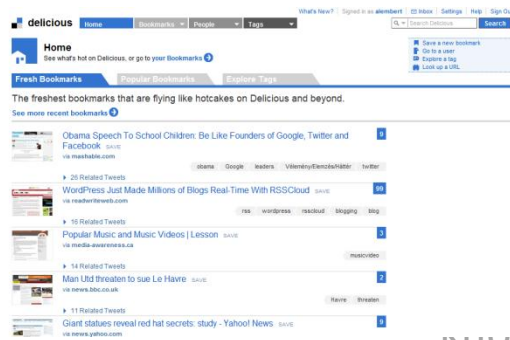 What's New? Signed in as alembert Inbox Settings Help Sign Ou
delicious Home Bookmarks People Tags Search Delicious Search
Home
See what's hot on Delicious, or go to your Bookmarks
Save a new bookmark
Go to a user
Explore a tag
Look up a URL
Fresh Bookmarks Popular Bookmarks Explore Tags
The freshest bookmarks that are flying like hotcakes on Delicious and beyond.
See more recent bookmarks
Obama Speech To School Children: Be Like Founders of Google, Twitter and 9
Facebook SAVE
via mashable.com
obama Google leaders Vélemény/Elemzés/Háttér twitter
26 Related Tweets
WordPress Just Made Millions of Blogs Real-Time With RSSCloud SAVE 99
via readwriteweb.com
rss wordpress rsscloud blogging blog
16 Related Tweets
Popular Music and Music Videos | Lesson SAVE 3
via media-awareness.ca
musicvideo
14 Related Tweets
Man Utd threaten to sue Le Havre SAVE 2
via news.bbc.co.uk
Havre threaten
11 Related Tweets
Giant statues reveal red hat secrets: study - Yahoo! News SAVE 9
via news.yahoo.com